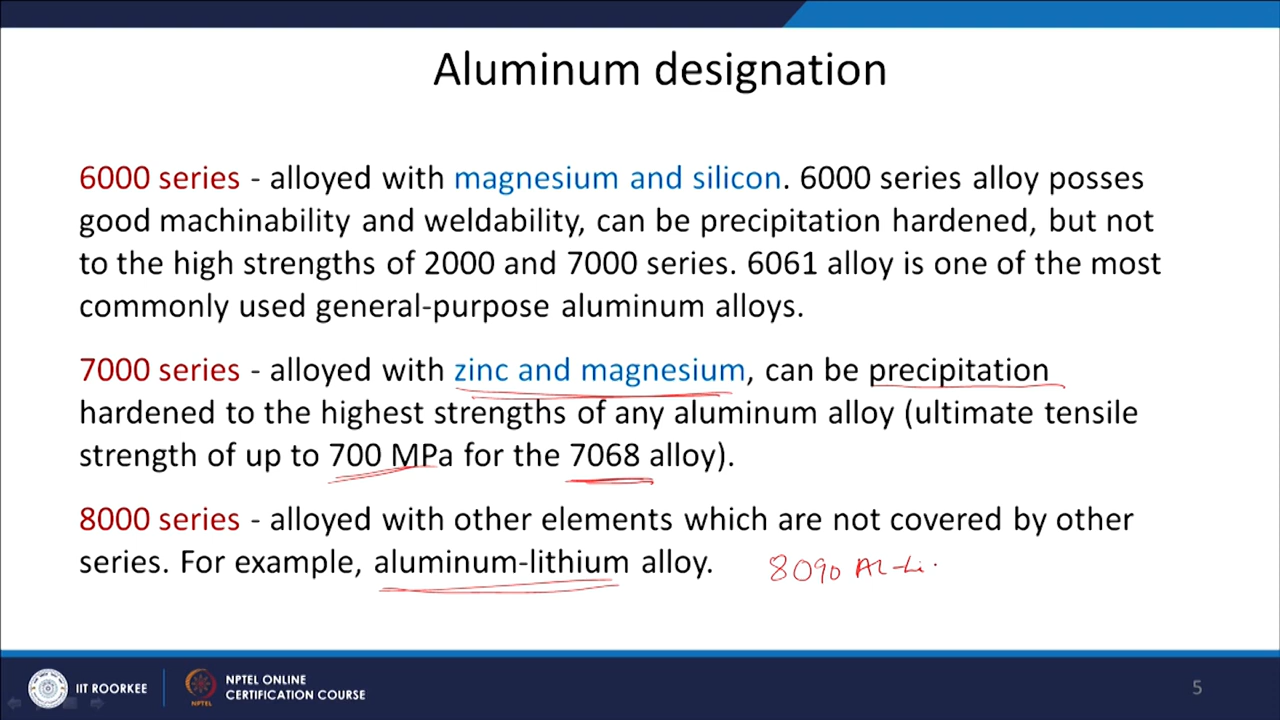 Aluminum designation
6000 series - alloyed with magnesium and silicon. 6000 series alloy posses
good machinability and weldability, can be precipitation hardened, but not
to the high strengths of 2000 and 7000 series. 6061 alloy is one of the most
commonly used general-purpose aluminum alloys.
7000 series - alloyed with zinc and magnesium, can be precipitation
hardened to the highest strengths of any aluminum alloy (ultimate tensile
strength of up to 700 MPa for the 7068 alloy).
8000 series - alloyed with other elements which are not covered by other
series. For example, aluminum-lithium alloy.
8090 Al-Li.
IIT ROORKEE
NPTEL
NPTEL ONLINE
CERTIFICATION COURSE
5